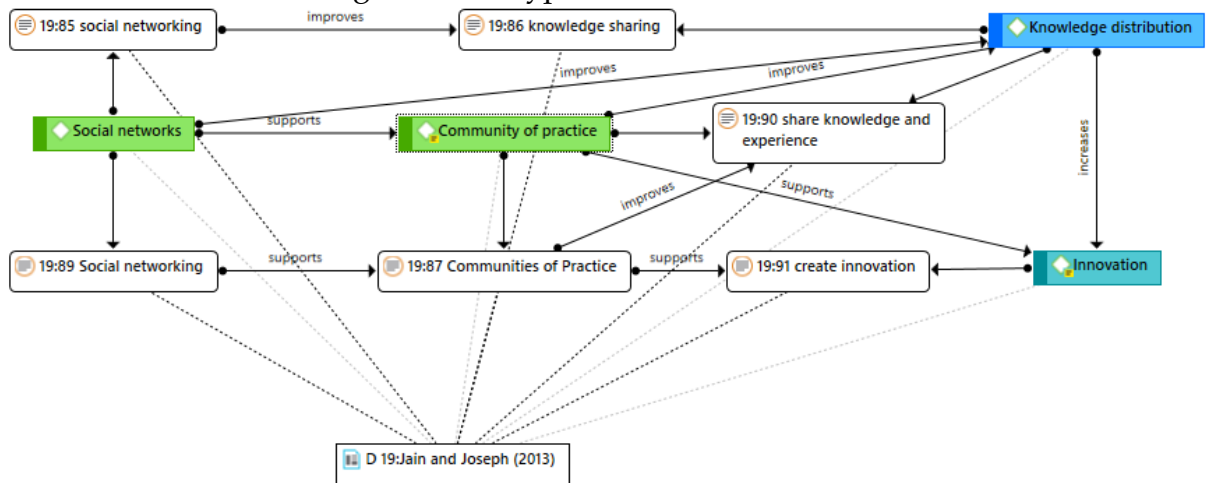 improves
19:85 social networking
19:86 knowledge sharing
Knowledge distribution
improves
improves
Social networks
supports
Community of practice
19:90 share knowledge and
experience
increases
improves
supports
19:89 Social networking
supports
19:87 Communities of Practice
supports
19:91 create innovation
Innovation
D 19:Jain and Joseph (2013)